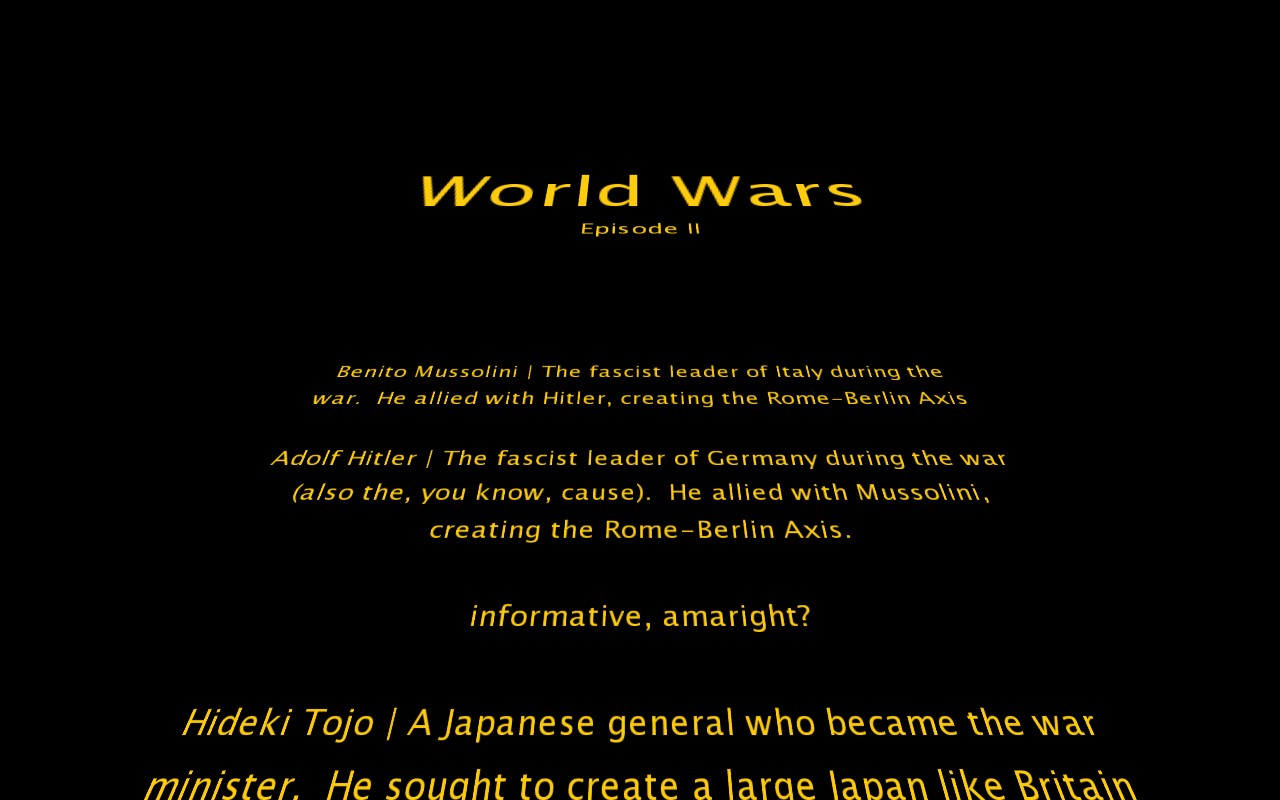 World Wars
Episode II
Benito Mussolini | The fascist leader of Italy during the
war.  He allied with Hitler, creating the Rome-Berlin Axis
Adolf Hitler | The fascist leader of Germany during the war
(also the, you know, cause).  He allied with Mussolini,
creating the Rome-Berlin Axis.
informative, amaright?
Hideki Tojo | A Japanese general who became the war
minister.  He sought to create a large Japan like Britain